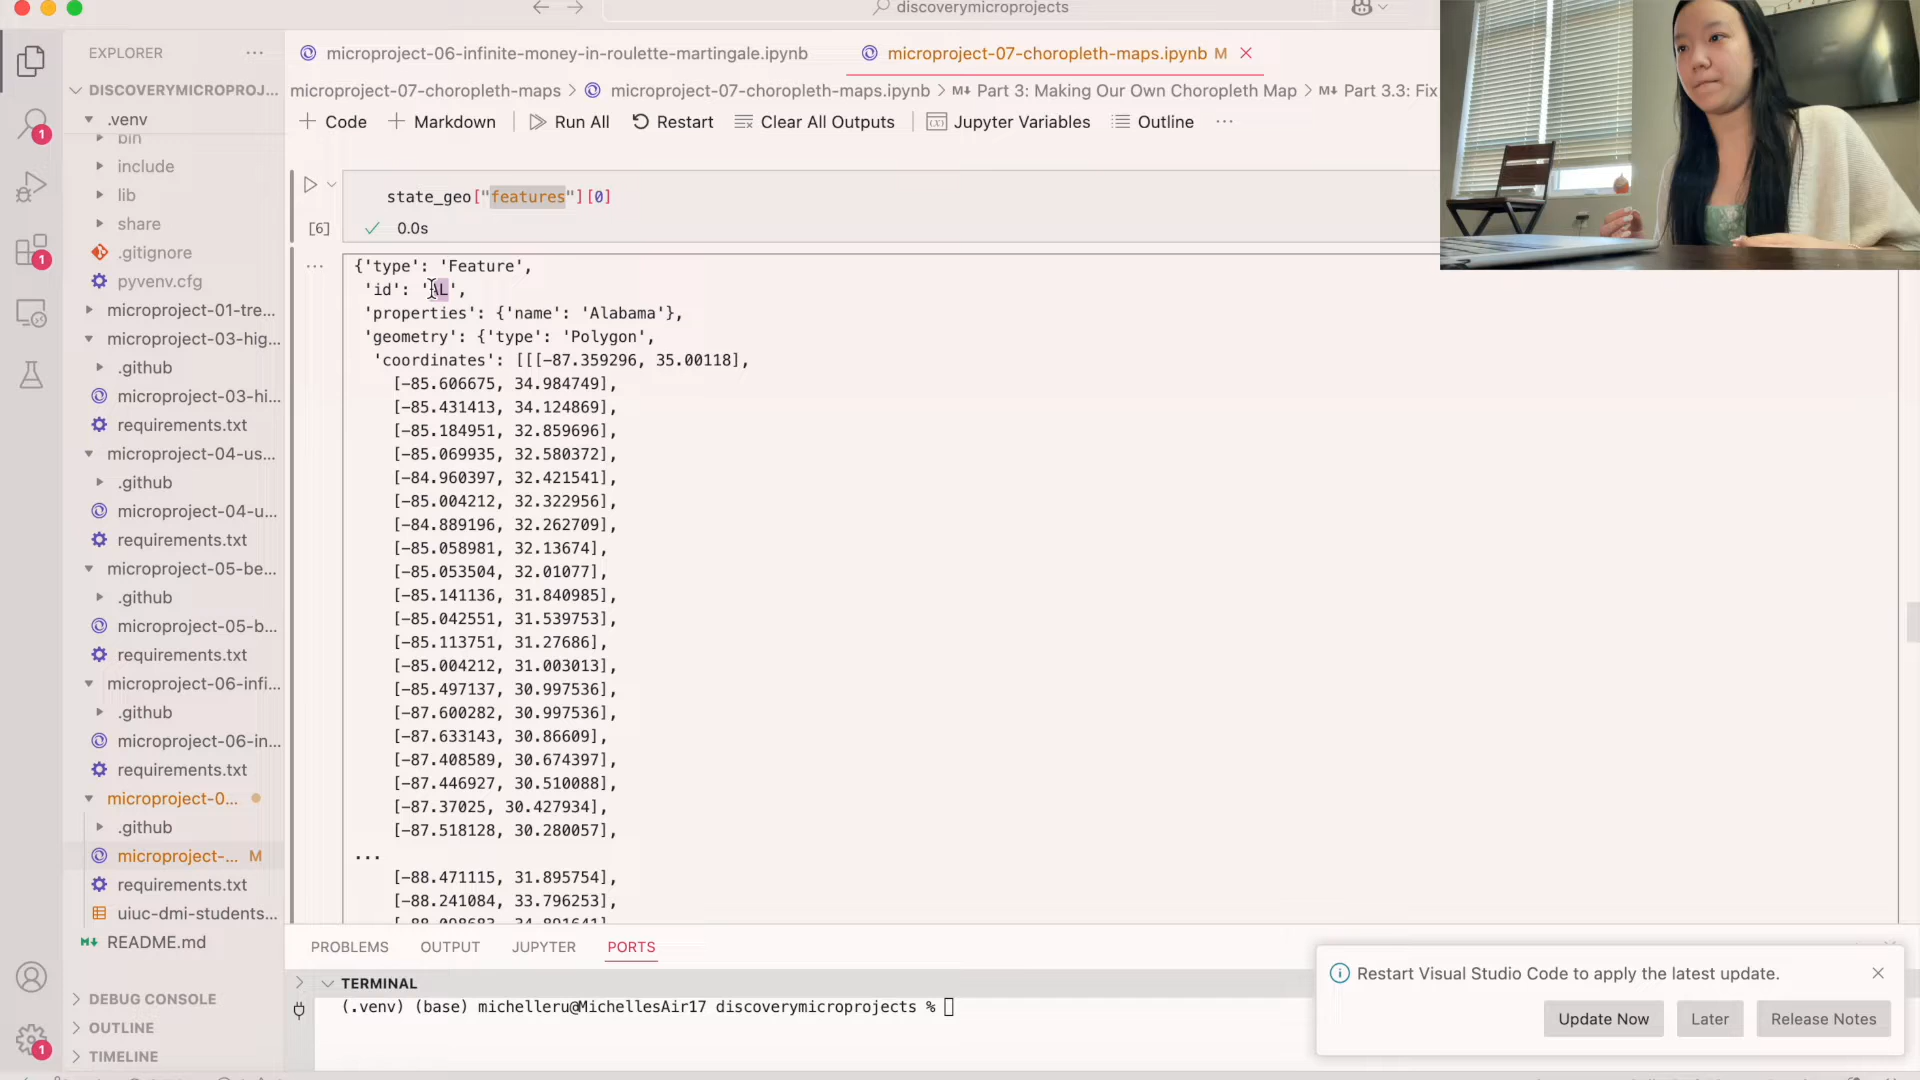 discoverymicroprojects
EXPLORER
microproject-06-infinite-money-in-roulette-martingale.ipynb
microproject-07-choropleth-maps.ipynb M
DISCOVERYMICROPROJ...
microproject-07-choropleth-maps > microproject-07-choropleth-maps.ipynb > M↓ Part 3: Making Our Own Choropleth Map > M↓ Part 3.3: Fix
+ Code + Markdown Run All Restart Clear All Outputs Jupyter Variables Outline ...
.venv
bin
include
lib
share
.gitignore
pyvenv.cfg
microproject-01-tre...
microproject-03-hig...
.github
microproject-03-hi...
requirements.txt
microproject-04-us...
.github
microproject-04-u...
requirements.txt
microproject-05-be...
.github
microproject-05-b...
requirements.txt
microproject-06-infi...
.github
microproject-06-in...
requirements.txt
microproject-0...
.github
microproject-... M
requirements.txt
uiuc-dmi-students...
README.md
DEBUG CONSOLE
OUTLINE
TIMELINE
1
1
1
state_geo["features"][0]
[6] 0.0s
{'type': 'Feature',
'id': 'AL',
'properties': {'name': 'Alabama'},
'geometry': {'type': 'Polygon',
'coordinates': [[[-87.359296, 35.00118],
[-85.606675, 34.984749],
[-85.431413, 34.124869],
[-85.184951, 32.859696],
[-85.069935, 32.580372],
[-84.960397, 32.421541],
[-85.004212, 32.322956],
[-84.889196, 32.262709],
[-85.058981, 32.13674],
[-85.053504, 32.01077],
[-85.141136, 31.840985],
[-85.042551, 31.539753],
[-85.113751, 31.27686],
[-85.004212, 31.003013],
[-85.497137, 30.997536],
[-87.600282, 30.997536],
[-87.633143, 30.86609],
[-87.408589, 30.674397],
[-87.446927, 30.510088],
[-87.37025, 30.427934],
[-87.518128, 30.280057],
...
[-88.471115, 31.895754],
[-88.241084, 33.796253],
[-88.098683, 34.891641],
PROBLEMS OUTPUT JUPYTER PORTS
TERMINAL
(.venv) (base) michelleru@MichellesAir17 discoverymicroprojects %
Restart Visual Studio Code to apply the latest update.
Update Now Later Release Notes